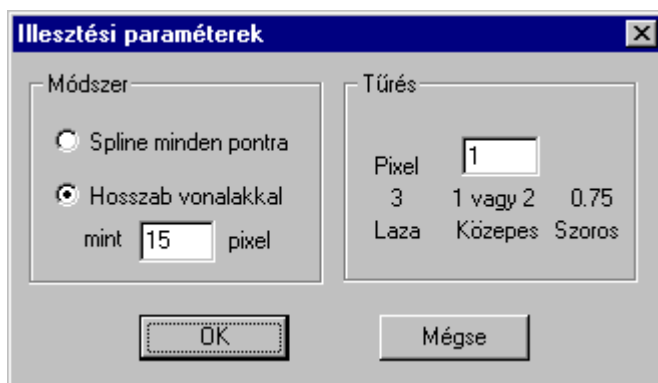 Illesztési paraméterek
Módszer
Spline minden pontra
Hosszab vonalakkal
mint 15 pixel
Tűrés
Pixel 1
3 1 vagy 2 0.75
Laza Közepes Szoros
OK Mégse